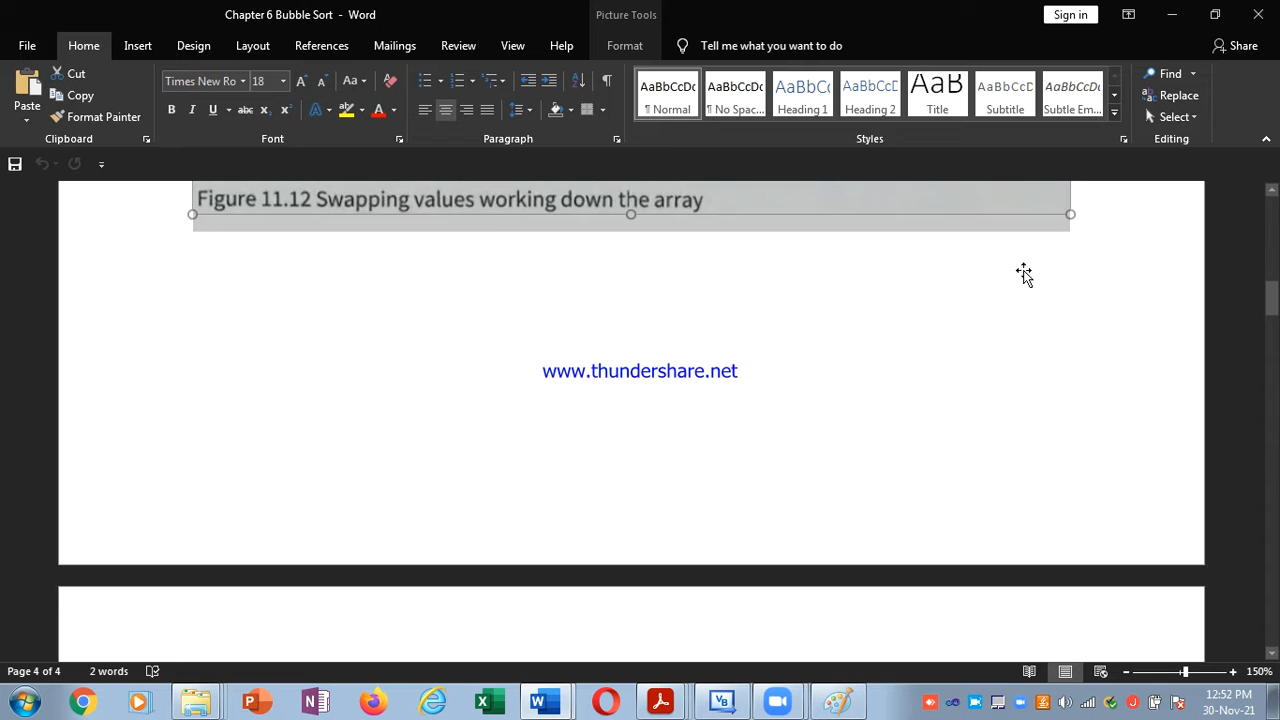 Chapter 6 Bubble Sort - Word
Picture Tools
Sign in
File Home Insert Design Layout References Mailings Review View Help Format Tell me what you want to do Share
Paste
Cut
Copy
Format Painter
Clipboard
Times New Ro 18
Font
Paragraph
AaBbCcDc AaBbCcDc AaBbC( AaBbCcD AaB AaBbCcD AaBbCcDc
¶ Normal ¶ No Spac... Heading 1 Heading 2 Title Subtitle Subtle Em...
Styles
Find
Replace
Select
Editing
Figure 11.12 Swapping values working down the array
www.thundershare.net
Page 4 of 4 2 words 150%
12:52 PM
30-Nov-21